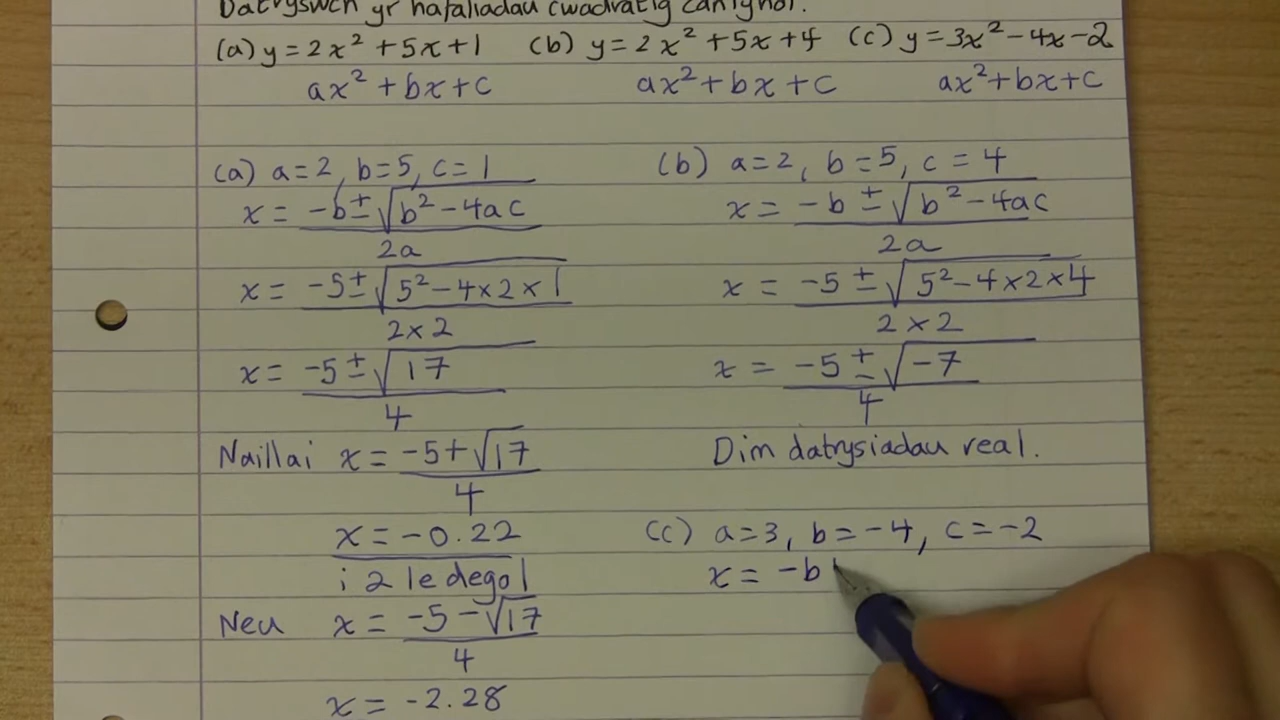 Datryswch yr hafaliadau cwadratig canlynol.
(a) y = 2x² + 5x + 1 (b) y = 2x² + 5x + 4 (c) y = 3x² - 4x - 2
ax² + bx + c ax² + bx + c ax² + bx + c
(a) a = 2, b = 5, c = 1
x = -b ± √b² - 4ac
2a
x = -5 ± √5² - 4 × 2 × 1
2 × 2
x = -5 ± √17
4
Naillai x = -5 + √17
4
x = -0.22
i 2 le degol
Neu x = -5 - √17
4
x = -2.28
(b) a = 2, b = 5, c = 4
x = -b ± √b² - 4ac
2a
x = -5 ± √5² - 4 × 2 × 4
2 × 2
x = -5 ± √-7
4
Dim datrysiadau real.
(c) a = 3, b = -4, c = -2
x = -b